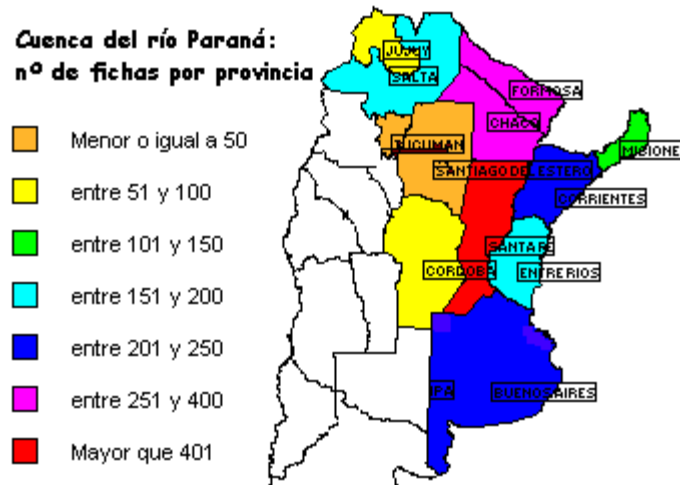 Cuenca del río Paraná:
nº de fichas por provincia
Menor o igual a 50
entre 51 y 100
entre 101 y 150
entre 151 y 200
entre 201 y 250
entre 251 y 400
Mayor que 401
JUJUY
SALTA
FORMOSA
CHACO
TUCUMAN
MISIONE
SANTIAGO DEL ESTERO
CORRIENTES
SANTA FE
CORDOBA
ENTRE RIOS
IPA
BUENOS AIRES